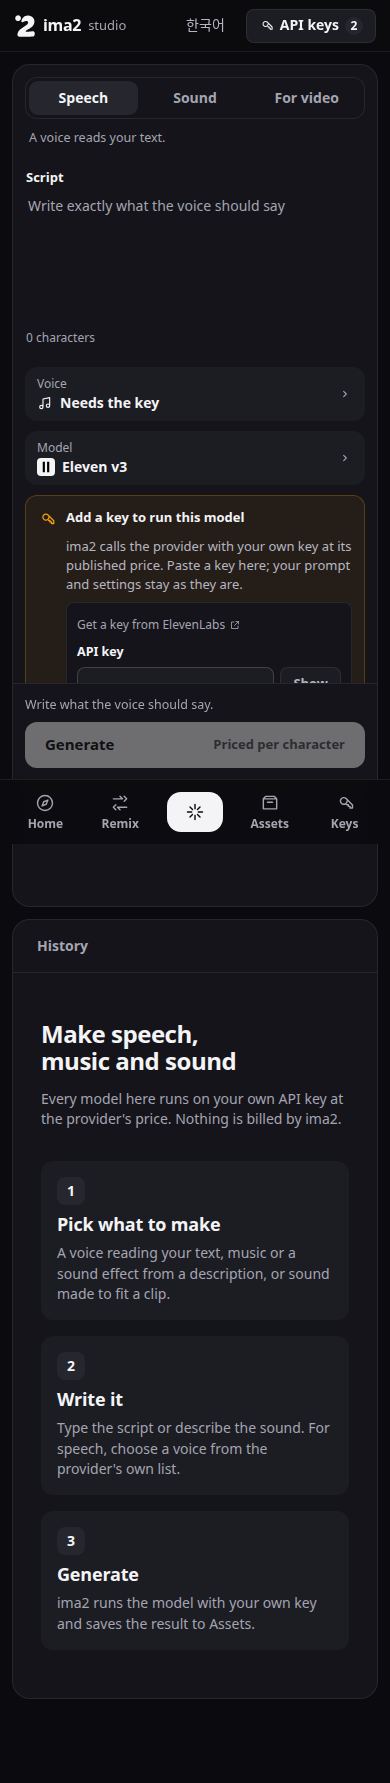 ima2 studio
한국어
API keys 2
Speech
Sound
For video
A voice reads your text.
Script
Write exactly what the voice should say
0 characters
Voice
Needs the key
Model
Eleven v3
Add a key to run this model
ima2 calls the provider with your own key at its
published price. Paste a key here; your prompt
and settings stay as they are.
Get a key from ElevenLabs
API key
Show
Write what the voice should say.
Generate
Priced per character
Home
Remix
Assets
Keys
History
Make speech,
music and sound
Every model here runs on your own API key at
the provider's price. Nothing is billed by ima2.
1
Pick what to make
A voice reading your text, music or a
sound effect from a description, or sound
made to fit a clip.
2
Write it
Type the script or describe the sound. For
speech, choose a voice from the
provider's own list.
3
Generate
ima2 runs the model with your own key
and saves the result to Assets.